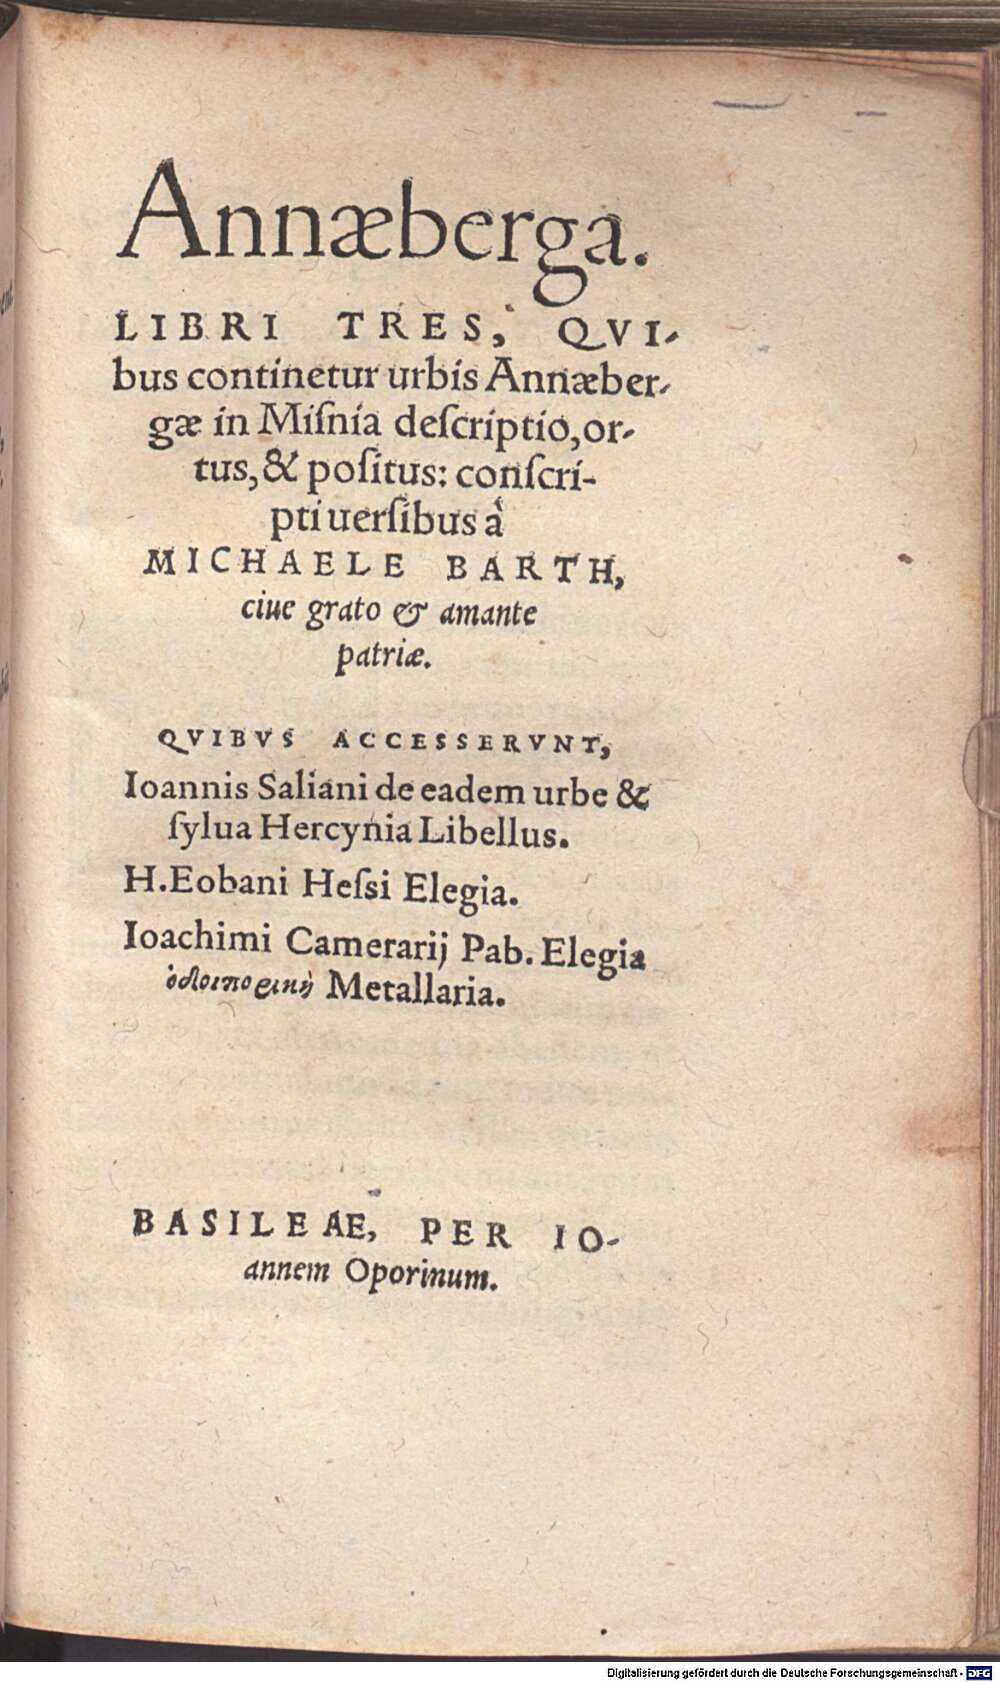 Annæberga.
LIBRI TRES, QVI-
bus continetur urbis Annæber-
gæ in Miſnia deſcriptio, or-
tus, & poſitus: conſcri-
pti uerſibus à
MICHAELE BARTH,
ciue grato & amante
patriæ.
QVIBVS ACCESSERVNT,
Ioannis Saliani de eadem urbe &
ſylua Hercynia Libellus.
H. Eobani Heſsi Elegia.
Ioachimi Camerarij Pab. Elegia
ὁδοιποριική Metallaria.
BASILEAE, PER IO-
annem Oporinum.
Digitalisierung gefördert durch die Deutsche Forschungsgemeinschaft - DFG